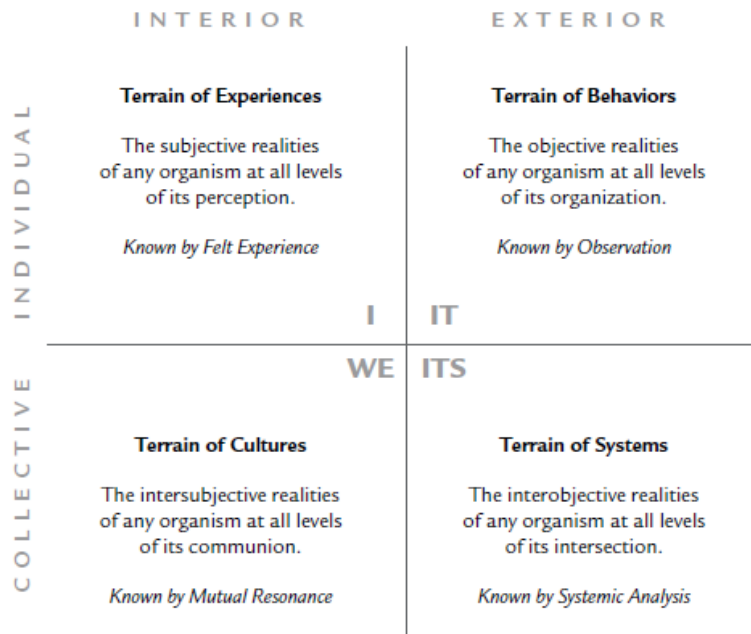 INTERIOR
EXTERIOR
INDIVIDUAL
Terrain of Experiences
The subjective realities
of any organism at all levels
of its perception.
Known by Felt Experience
I
Terrain of Behaviors
The objective realities
of any organism at all levels
of its organization.
Known by Observation
IT
COLLECTIVE
WE
Terrain of Cultures
The intersubjective realities
of any organism at all levels
of its communion.
Known by Mutual Resonance
ITS
Terrain of Systems
The interobjective realities
of any organism at all levels
of its intersection.
Known by Systemic Analysis